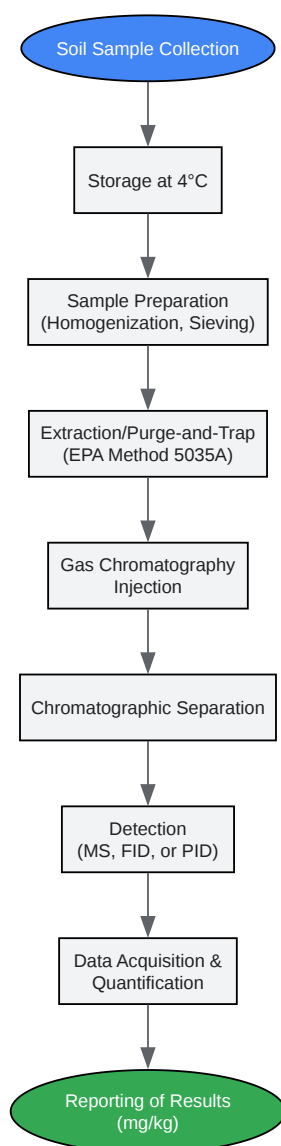 Soil Sample Collection
Storage at 4°C
Sample Preparation
(Homogenization, Sieving)
Extraction/Purge-and-Trap
(EPA Method 5035A)
Gas Chromatography
Injection
Chromatographic Separation
Detection
(MS, FID, or PID)
Data Acquisition &
Quantification
Reporting of Results
(mg/kg)